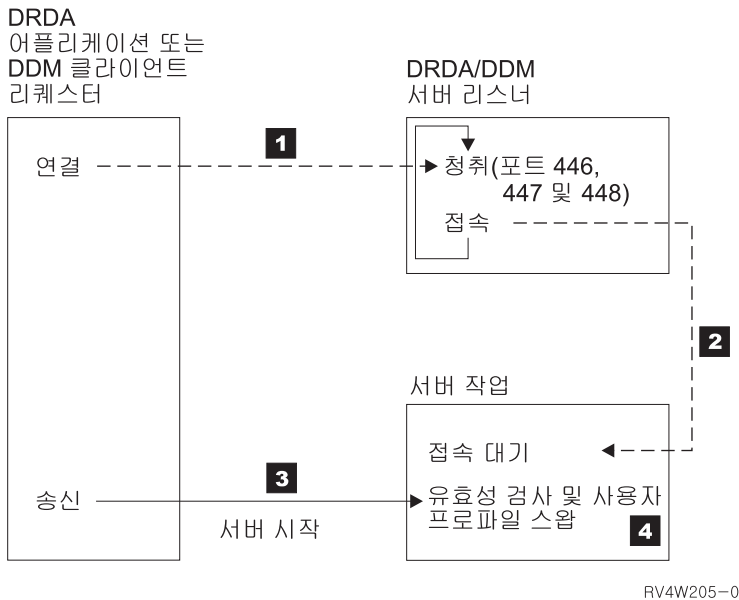 DRDA
어플리케이션 또는
DDM 클라이언트
리퀘스터
DRDA/DDM
서버 리스너
1
연결
청취(포트 446,
447 및 448)
접속
2
서버 작업
접속 대기
3
송신
서버 시작
유효성 검사 및 사용자
프로파일 스왑
4
RV4W205-0